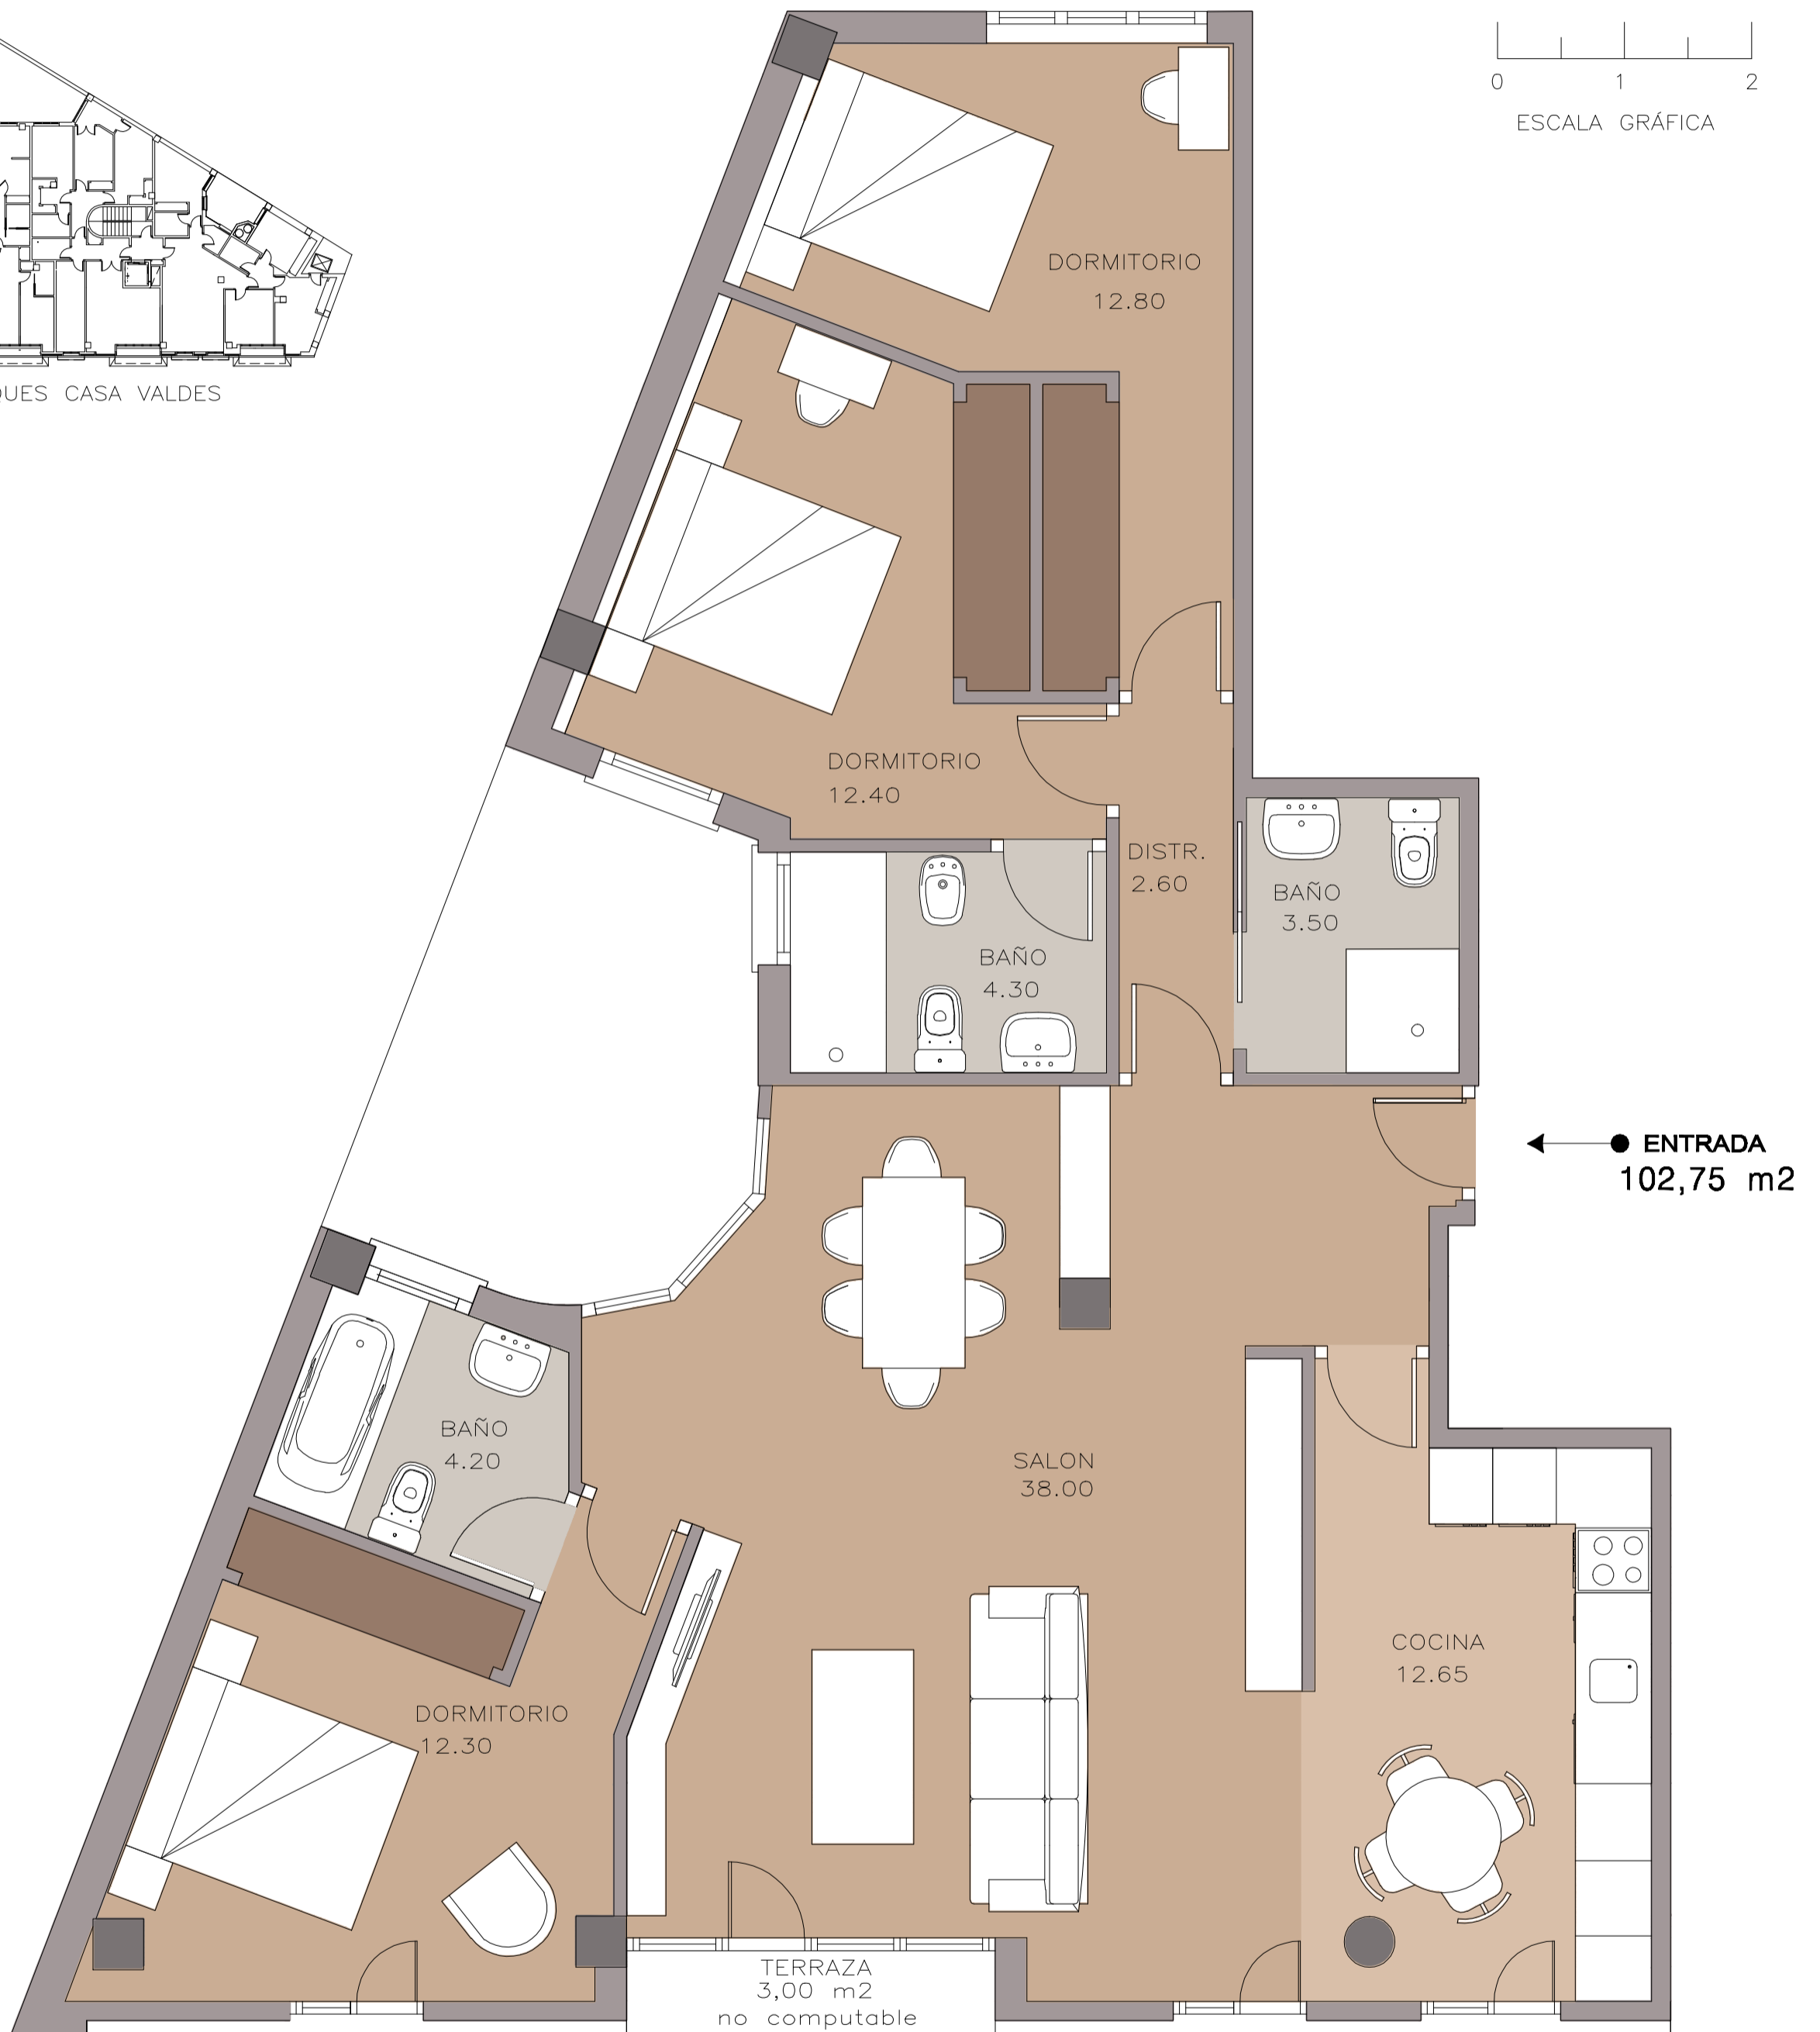 0 1 2
ESCALA GRÁFICA
QUES CASA VALDES
DORMITORIO
12.80
DORMITORIO
12.40
DISTR.
2.60
BAÑO
3.50
BAÑO
4.30
ENTRADA
102,75 m2
BAÑO
4.20
SALON
38.00
COCINA
12.65
DORMITORIO
12.30
TERRAZA
3,00 m2
no computable